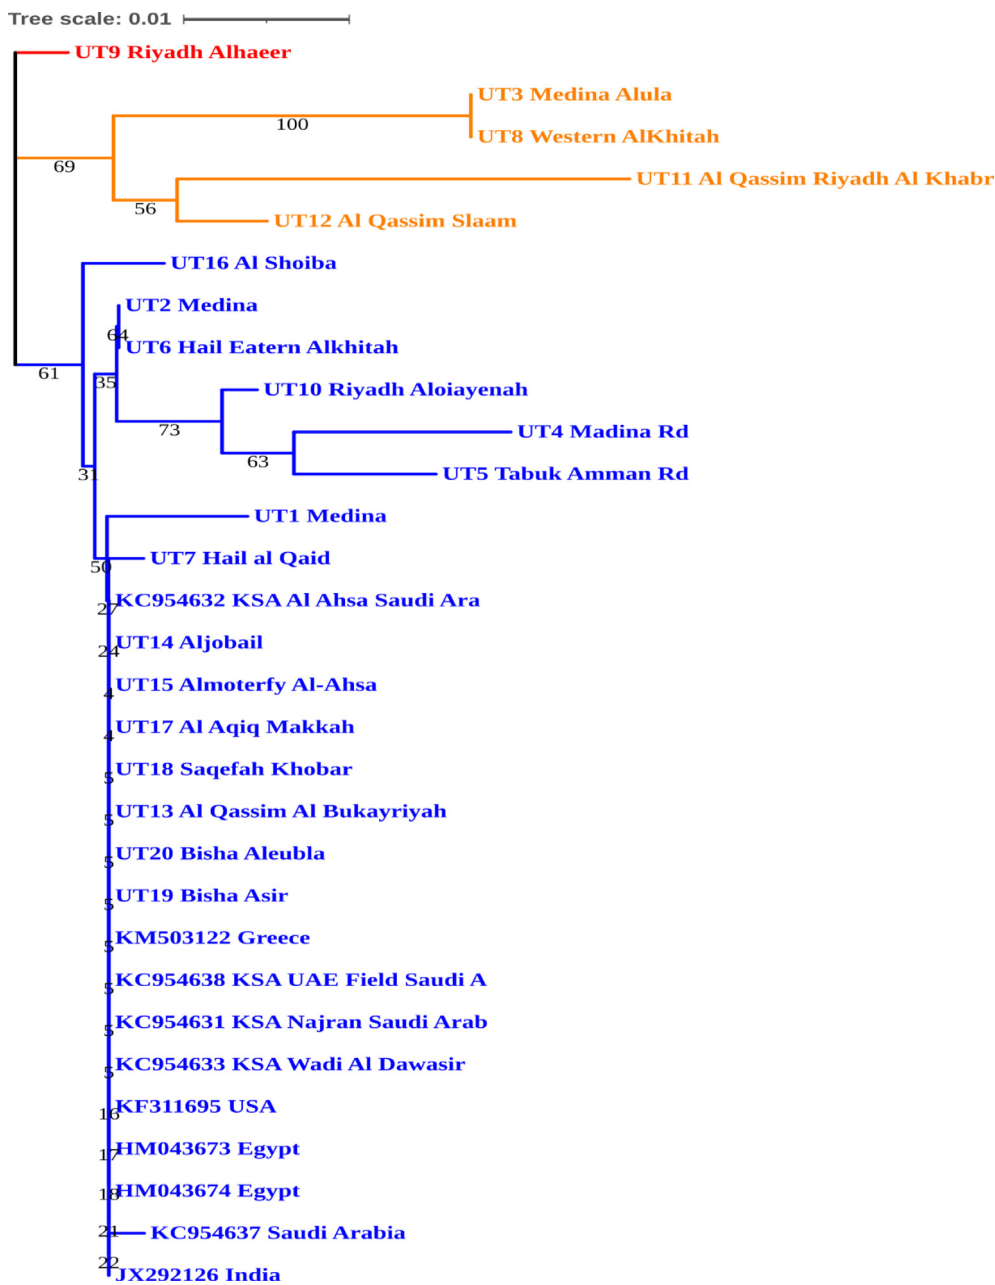 Tree scale: 0.01
UT9 Riyadh Alhaeer
UT3 Medina Alula
100
UT8 Western AlKhitah
69
UT11 Al Qassim Riyadh Al Khabr
56
UT12 Al Qassim Slaam
UT16 Al Shoiba
UT2 Medina
64
UT6 Hail Eatern Alkhitah
61
35
UT10 Riyadh Aloiayenah
73
UT4 Madina Rd
63
UT5 Tabuk Amman Rd
31
UT1 Medina
UT7 Hail al Qaid
50
KC954632 KSA Al Ahsa Saudi Ara
27
UT14 Aljobail
24
UT15 Almoterfy Al-Ahsa
4
UT17 Al Aqiq Makkah
4
UT18 Saqefah Khobar
5
UT13 Al Qassim Al Bukayriyah
5
UT20 Bisha Aleubla
5
UT19 Bisha Asir
5
KM503122 Greece
5
KC954638 KSA UAE Field Saudi A
5
KC954631 KSA Najran Saudi Arab
5
KC954633 KSA Wadi Al Dawasir
5
KF311695 USA
16
HM043673 Egypt
17
HM043674 Egypt
18
KC954637 Saudi Arabia
21
22
JX292126 India